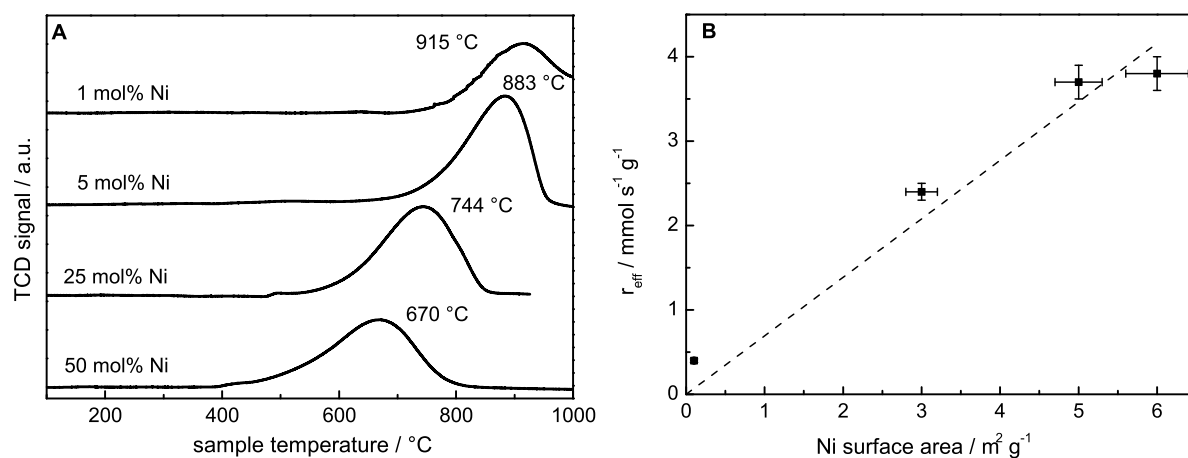 A
915 °C
1 mol% Ni
883 °C
5 mol% Ni
744 °C
25 mol% Ni
670 °C
50 mol% Ni
TCD signal / a.u.
200 400 600 800 1000
sample temperature / °C
B
4
3
2
1
0
r_eff / mmol s⁻¹ g⁻¹
0 1 2 3 4 5 6
Ni surface area / m² g⁻¹